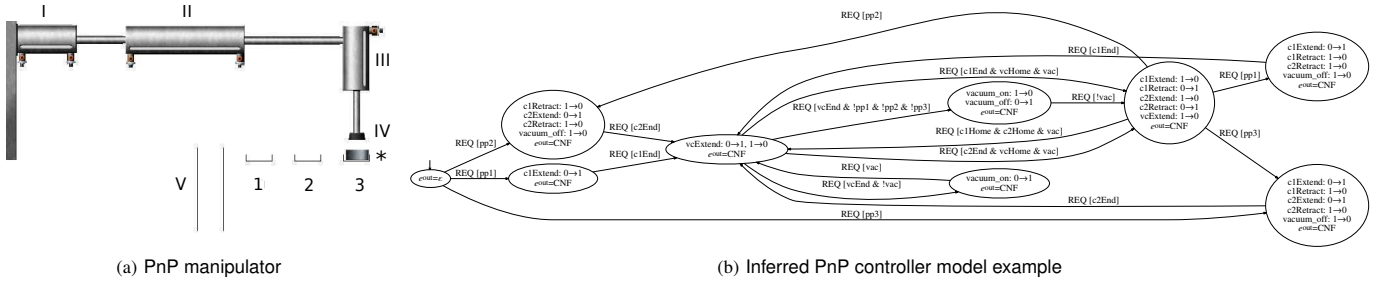 I
II
III
IV
*
V
1
2
3
(a) PnP manipulator
REQ [pp2]
REQ [c1End]
c1Extend: 0→1
c1Retract: 1→0
c2Retract: 1→0
vacuum_off: 1→0
eout=CNF
REQ [c1End & vcHome & vac]
c1Extend: 1→0
c1Retract: 0→1
c2Extend: 1→0
c2Retract: 0→1
vcExtend: 1→0
eout=CNF
REQ [pp1]
vacuum_on: 1→0
vacuum_off: 0→1
eout=CNF
REQ [!vac]
c1Retract: 1→0
c2Extend: 0→1
c2Retract: 1→0
vacuum_off: 1→0
eout=CNF
REQ [vcEnd & !pp1 & !pp2 & !pp3]
REQ [c2End]
REQ [c1Home & c2Home & vac]
REQ [pp3]
REQ [pp2]
vcExtend: 0→1, 1→0
eout=CNF
REQ [c2End & vcHome & vac]
REQ [c1End]
REQ [vac]
eout=ε
REQ [pp1]
c1Extend: 0→1
eout=CNF
REQ [vcEnd & !vac]
vacuum_on: 0→1
eout=CNF
REQ [c2End]
REQ [pp3]
c1Extend: 0→1
c1Retract: 1→0
c2Extend: 0→1
c2Retract: 1→0
vacuum_off: 1→0
eout=CNF
(b) Inferred PnP controller model example